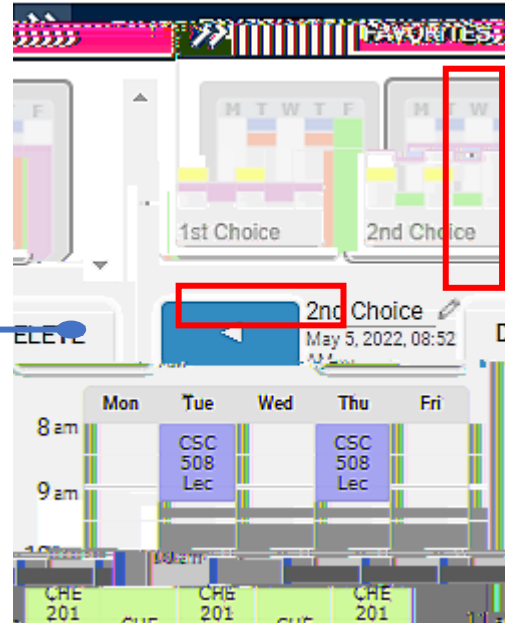 FAVORITES
F
M T W T F
M T W
1st Choice
2nd Choice
ELETE
2nd Choice
May 5, 2022, 08:52
D
Mon Tue Wed Thu Fri
8 am
CSC
508
Lec
CSC
508
Lec
9 am
CHE
201
CHE
201
CHE
201